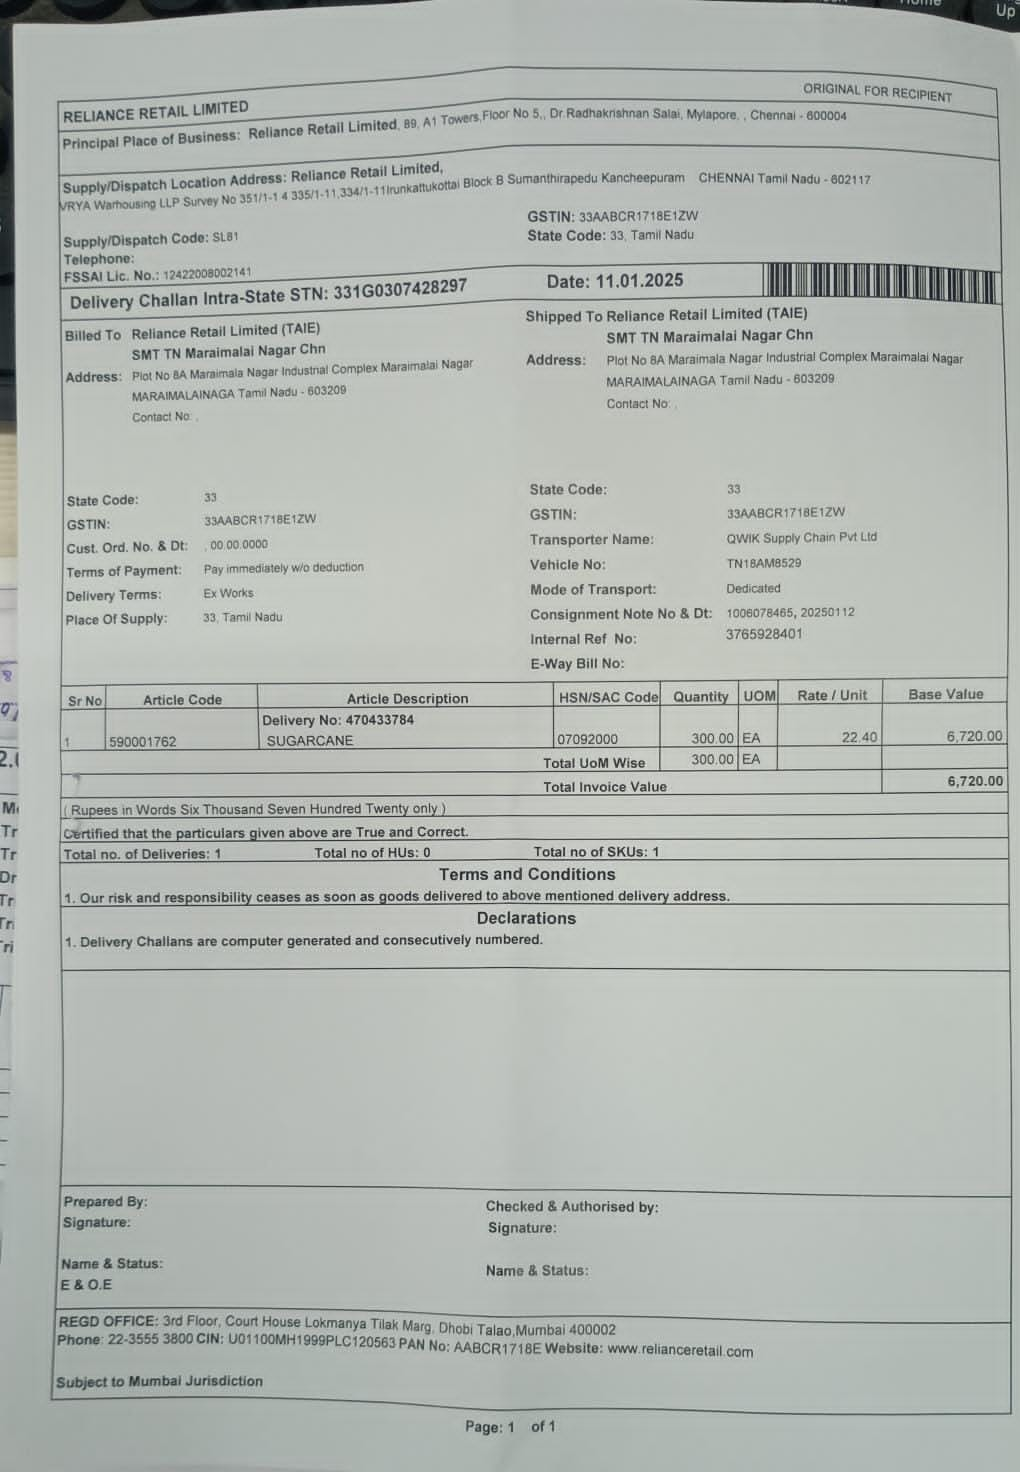 Home
Up
ORIGINAL FOR RECIPIENT
RELIANCE RETAIL LIMITED
Principal Place of Business: Reliance Retail Limited, 89, A1 Towers,Floor No 5,, Dr Radhakrishnan Salai, Mylapore, , Chennai - 600004
Supply/Dispatch Location Address: Reliance Retail Limited,
VRYA Warhousing LLP Survey No 351/1-1 4 335/1-11,334/1-11Irunkattukottai Block B Sumanthirapedu Kancheepuram CHENNAI Tamil Nadu - 602117
GSTIN: 33AABCR1718E1ZW
Supply/Dispatch Code: SL81 State Code: 33, Tamil Nadu
Telephone:
FSSAI Lic. No.: 12422008002141
Delivery Challan Intra-State STN: 331G0307428297 Date: 11.01.2025
Billed To Reliance Retail Limited (TAIE) Shipped To Reliance Retail Limited (TAIE)
SMT TN Maraimalai Nagar Chn SMT TN Maraimalai Nagar Chn
Address: Plot No 8A Maraimala Nagar Industrial Complex Maraimalai Nagar Address: Plot No 8A Maraimala Nagar Industrial Complex Maraimalai Nagar
MARAIMALAINAGA Tamil Nadu - 603209 MARAIMALAINAGA Tamil Nadu - 603209
Contact No: , Contact No: ,
State Code: 33 State Code: 33
GSTIN: 33AABCR1718E1ZW GSTIN: 33AABCR1718E1ZW
Cust. Ord. No. & Dt: , 00.00.0000 Transporter Name: QWIK Supply Chain Pvt Ltd
Terms of Payment: Pay immediately w/o deduction Vehicle No: TN18AM8529
Delivery Terms: Ex Works Mode of Transport: Dedicated
Place Of Supply: 33, Tamil Nadu Consignment Note No & Dt: 1006078465, 20250112
Internal Ref No: 3765928401
E-Way Bill No:
Sr No Article Code Article Description HSN/SAC Code Quantity UOM Rate / Unit Base Value
Delivery No: 470433784
1 590001762 SUGARCANE 07092000 300.00 EA 22.40 6,720.00
Total UoM Wise 300.00 EA
Total Invoice Value 6,720.00
( Rupees in Words Six Thousand Seven Hundred Twenty only )
Certified that the particulars given above are True and Correct.
Total no. of Deliveries: 1 Total no of HUs: 0 Total no of SKUs: 1
Terms and Conditions
1. Our risk and responsibility ceases as soon as goods delivered to above mentioned delivery address.
Declarations
1. Delivery Challans are computer generated and consecutively numbered.
Prepared By: Checked & Authorised by:
Signature: Signature:
Name & Status: Name & Status:
E & O.E
REGD OFFICE: 3rd Floor, Court House Lokmanya Tilak Marg, Dhobi Talao,Mumbai 400002
Phone: 22-3555 3800 CIN: U01100MH1999PLC120563 PAN No: AABCR1718E Website: www.relianceretail.com
Subject to Mumbai Jurisdiction
Page: 1 of 1